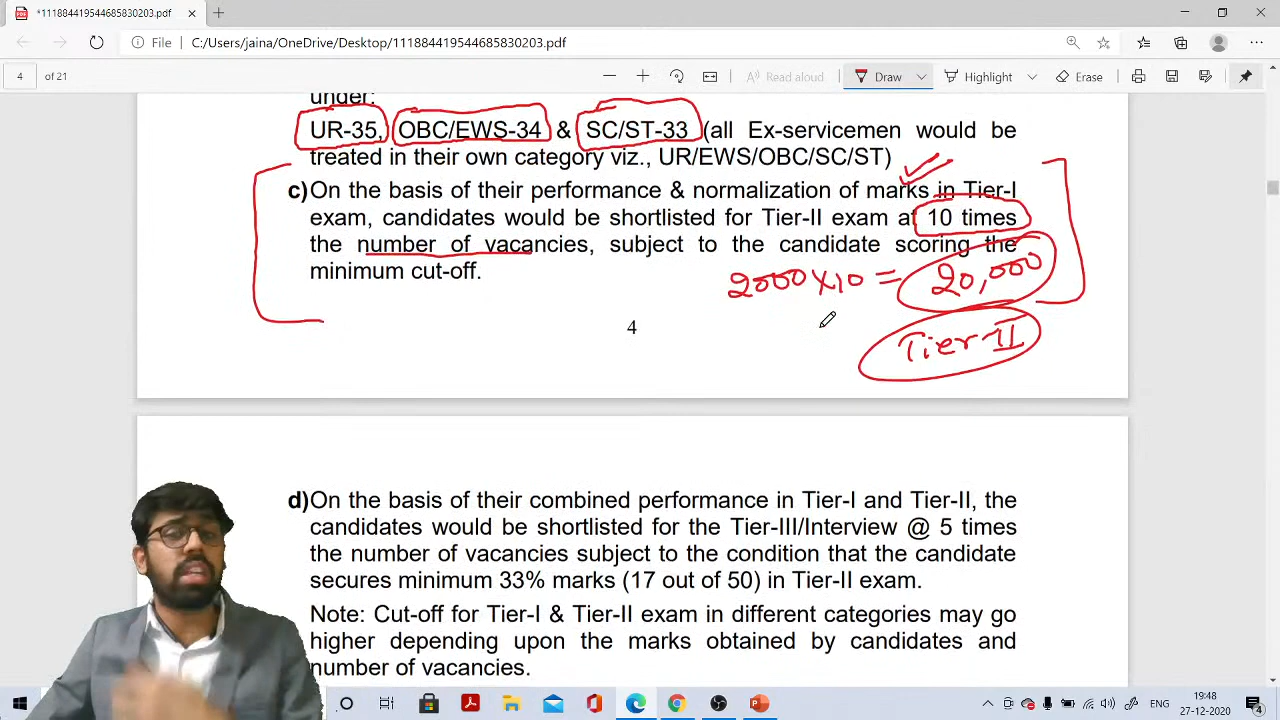 *111884419544685830203.pdf
File
C:/Users/jaina/OneDrive/Desktop/111884419544685830203.pdf
4 of 21
Read aloud
Draw
Highlight
Erase
under:
UR-35, OBC/EWS-34 & SC/ST-33 (all Ex-servicemen would be
treated in their own category viz., UR/EWS/OBC/SC/ST)
c)On the basis of their performance & normalization of marks in Tier-I
exam, candidates would be shortlisted for Tier-II exam at 10 times
the number of vacancies, subject to the candidate scoring the
minimum cut-off.
2000 x 10 = 20,000
4
Tier-II
d)On the basis of their combined performance in Tier-I and Tier-II, the
candidates would be shortlisted for the Tier-III/Interview @ 5 times
the number of vacancies subject to the condition that the candidate
secures minimum 33% marks (17 out of 50) in Tier-II exam.
Note: Cut-off for Tier-I & Tier-II exam in different categories may go
higher depending upon the marks obtained by candidates and
number of vacancies.
ENG
19:48
27-12-2020
4